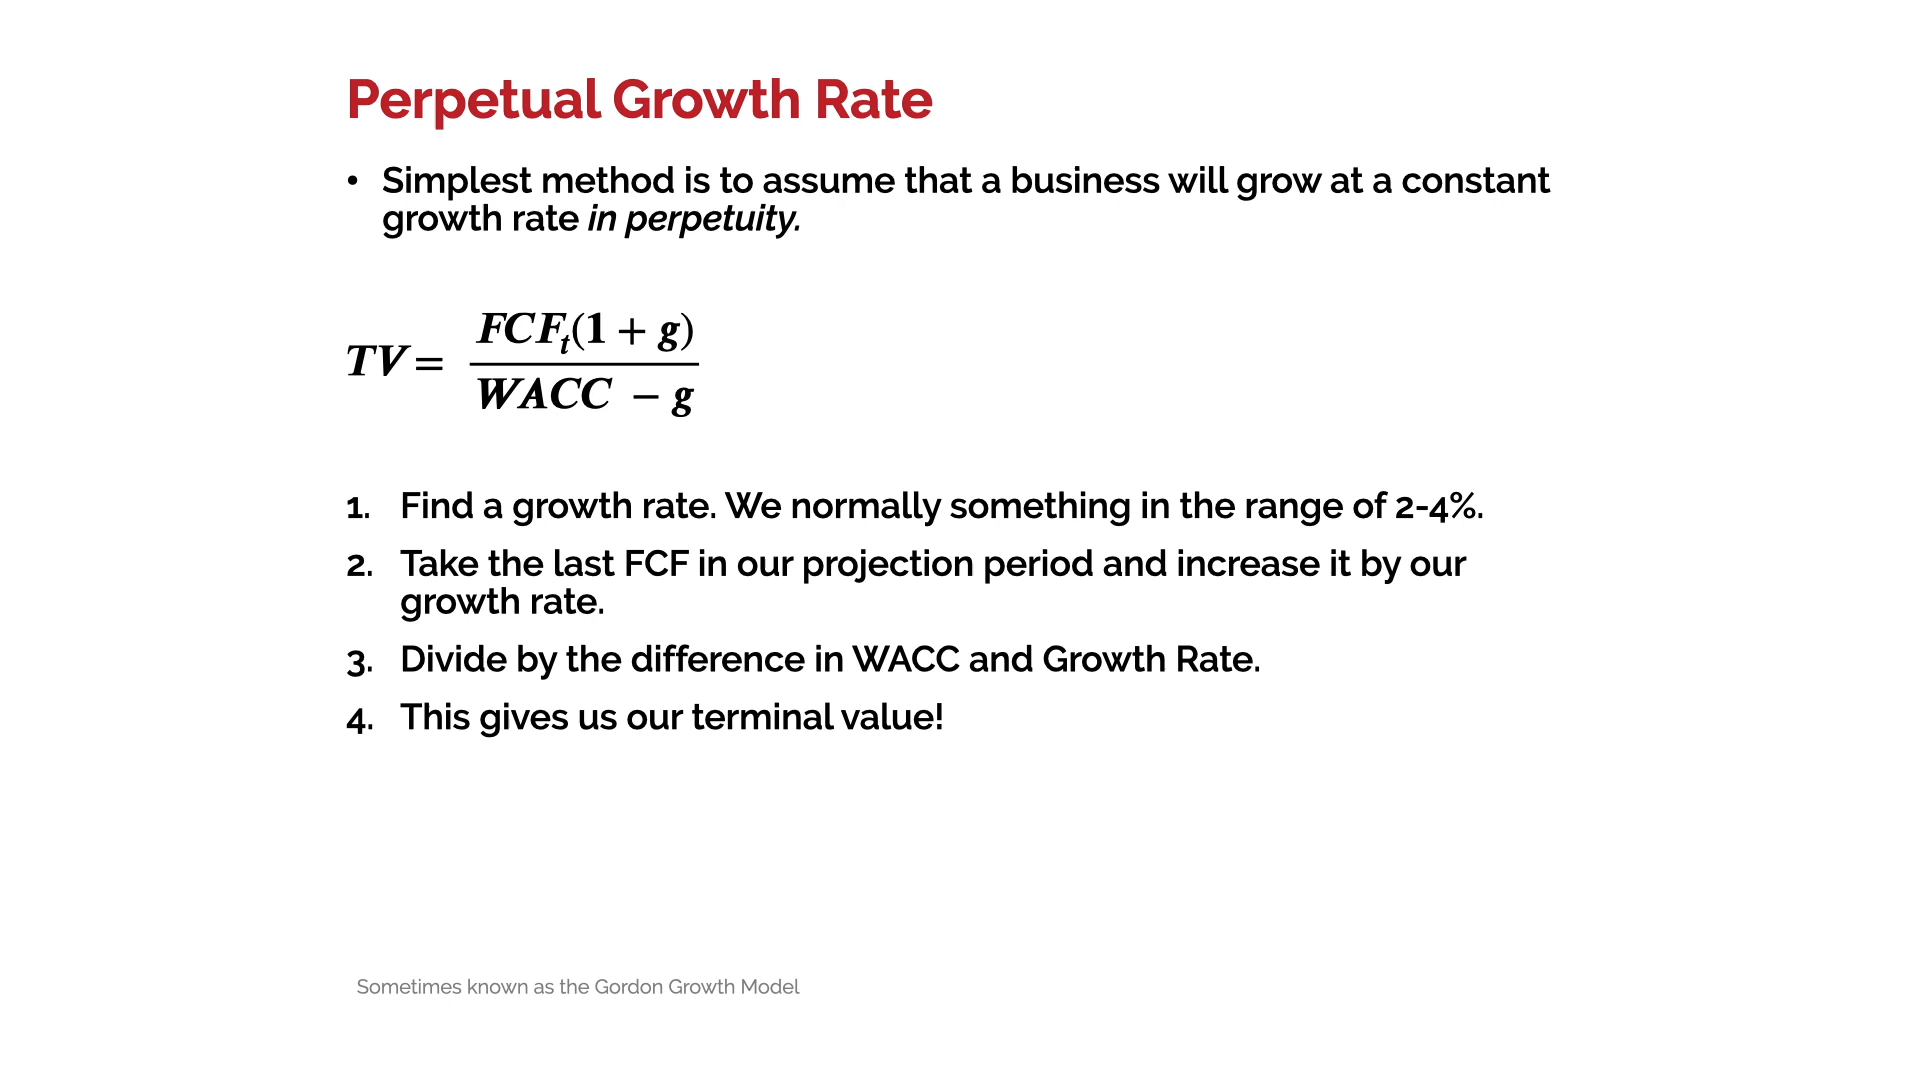 Perpetual Growth Rate
• Simplest method is to assume that a business will grow at a constant
growth rate in perpetuity.
TV = FCFₜ(1 + g)
WACC – g
1. Find a growth rate. We normally something in the range of 2-4%.
2. Take the last FCF in our projection period and increase it by our
growth rate.
3. Divide by the difference in WACC and Growth Rate.
4. This gives us our terminal value!
Sometimes known as the Gordon Growth Model